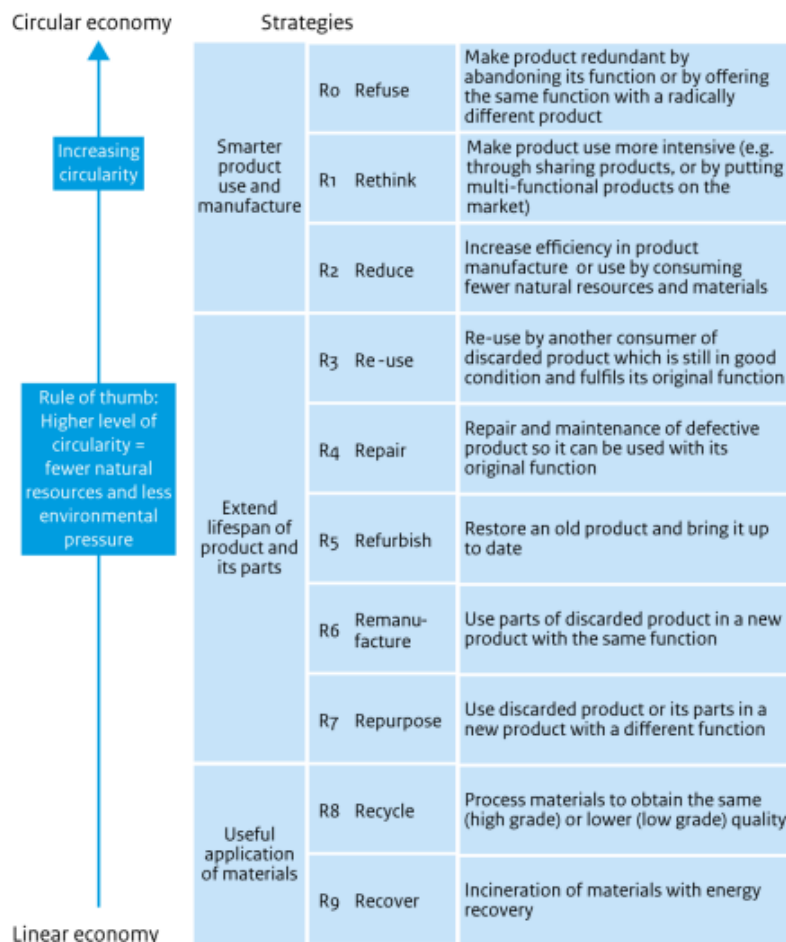 Circular economy
Strategies
Increasing
circularity
Rule of thumb:
Higher level of
circularity =
fewer natural
resources and less
environmental
pressure
Linear economy
Smarter
product
use and
manufacture
R0 Refuse
Make product redundant by
abandoning its function or by offering
the same function with a radically
different product
R1 Rethink
Make product use more intensive (e.g.
through sharing products, or by putting
multi-functional products on the
market)
R2 Reduce
Increase efficiency in product
manufacture or use by consuming
fewer natural resources and materials
Extend
lifespan of
product and
its parts
R3 Re-use
Re-use by another consumer of
discarded product which is still in good
condition and fulfils its original function
R4 Repair
Repair and maintenance of defective
product so it can be used with its
original function
R5 Refurbish
Restore an old product and bring it up
to date
R6 Remanu-
facture
Use parts of discarded product in a new
product with the same function
R7 Repurpose
Use discarded product or its parts in a
new product with a different function
Useful
application
of materials
R8 Recycle
Process materials to obtain the same
(high grade) or lower (low grade) quality
R9 Recover
Incineration of materials with energy
recovery